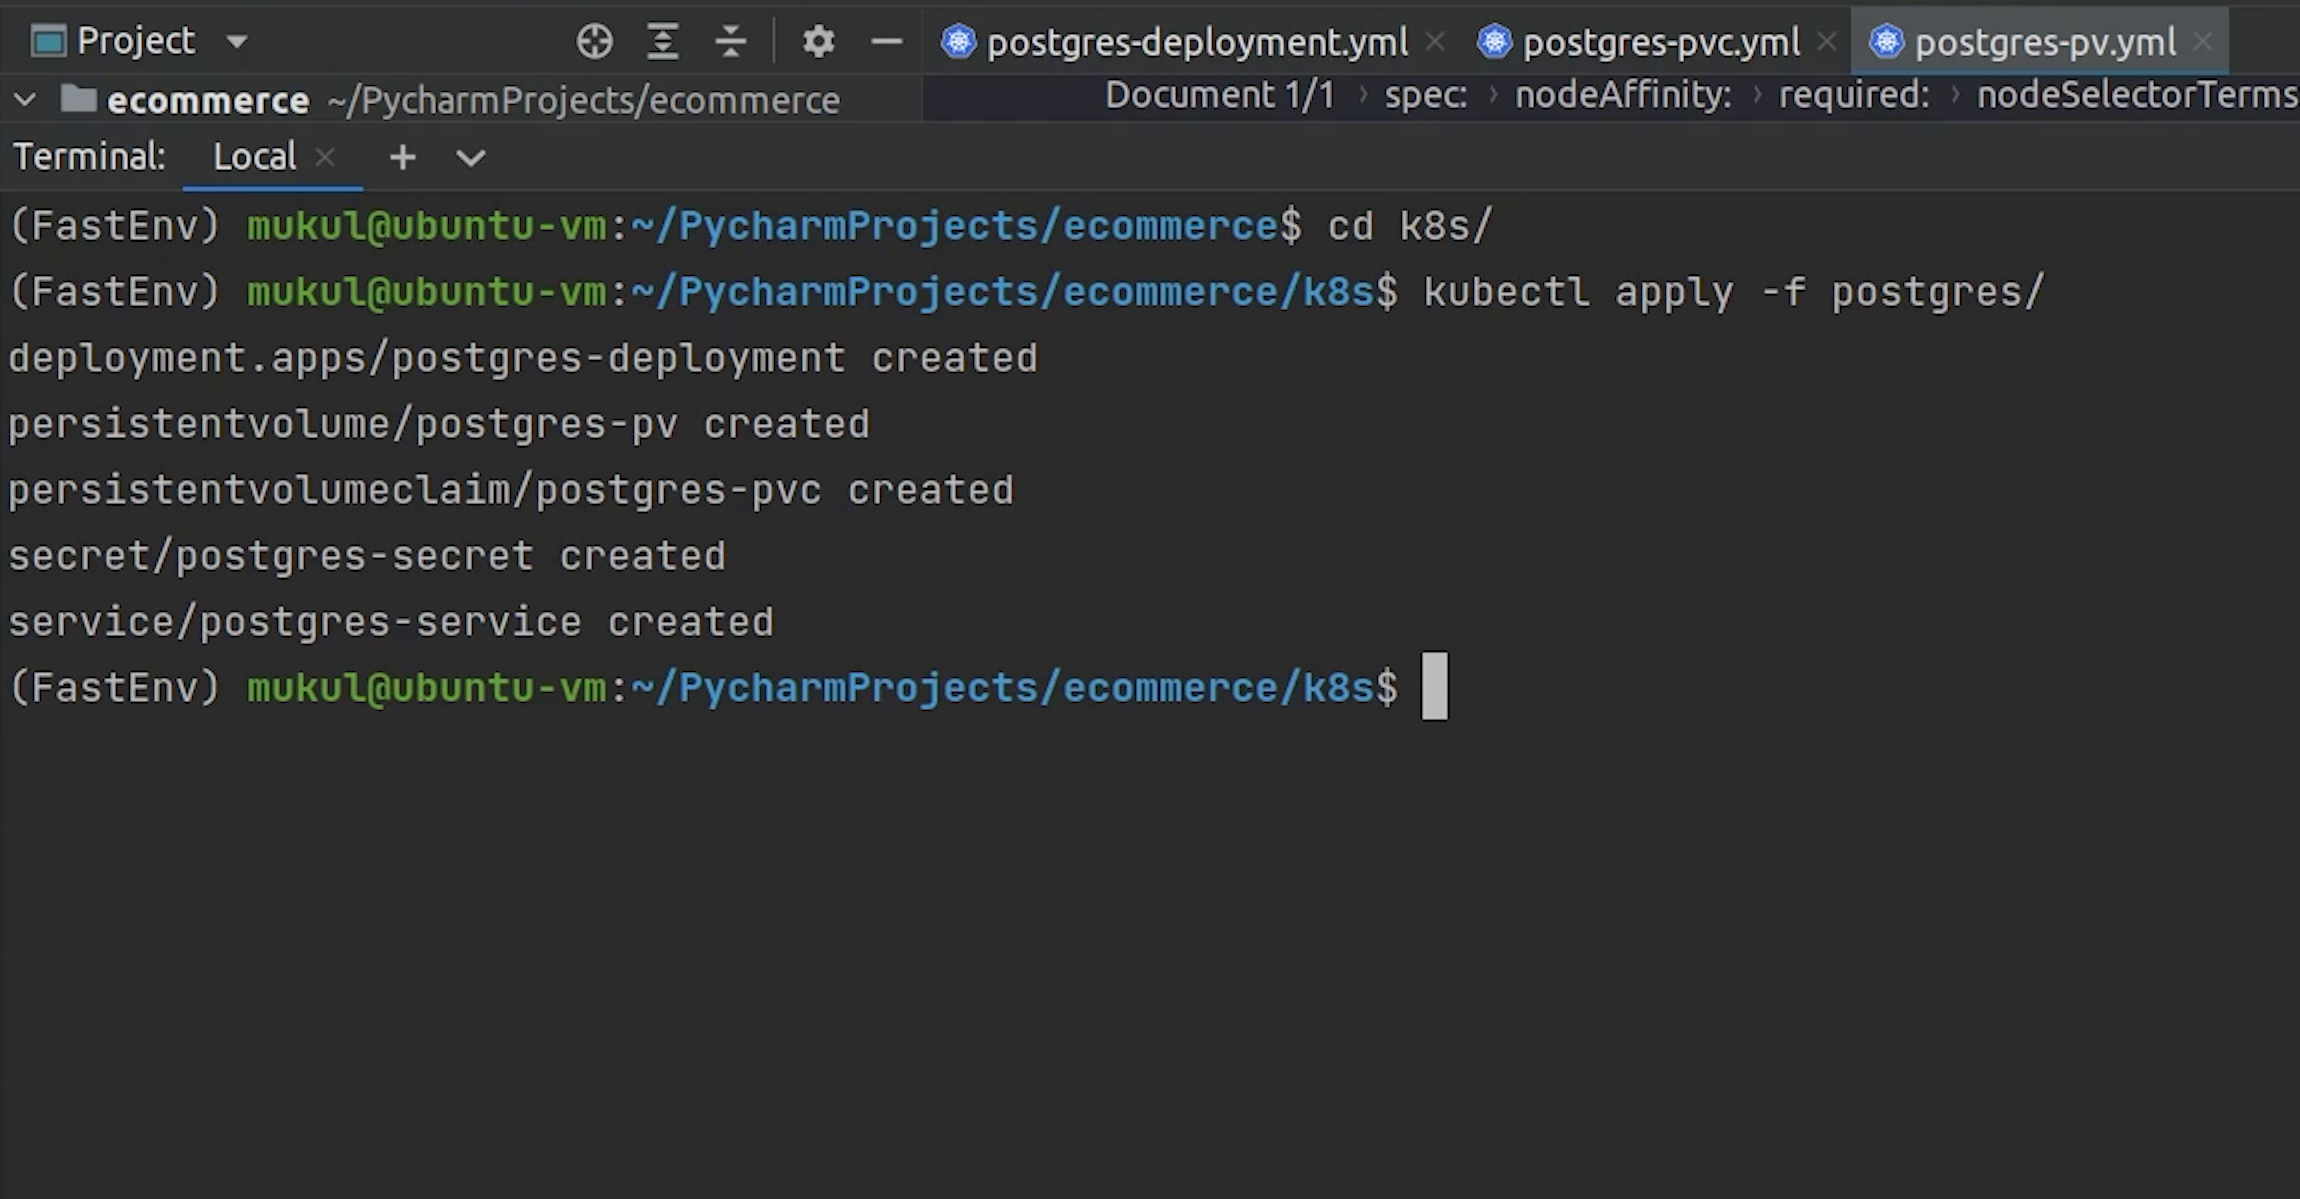 Project
postgres-deployment.yml
postgres-pvc.yml
postgres-pv.yml
ecommerce ~/PycharmProjects/ecommerce
Document 1/1 › spec: › nodeAffinity: › required: › nodeSelectorTerms
Terminal: Local
(FastEnv) mukul@ubuntu-vm:~/PycharmProjects/ecommerce$ cd k8s/
(FastEnv) mukul@ubuntu-vm:~/PycharmProjects/ecommerce/k8s$ kubectl apply -f postgres/
deployment.apps/postgres-deployment created
persistentvolume/postgres-pv created
persistentvolumeclaim/postgres-pvc created
secret/postgres-secret created
service/postgres-service created
(FastEnv) mukul@ubuntu-vm:~/PycharmProjects/ecommerce/k8s$